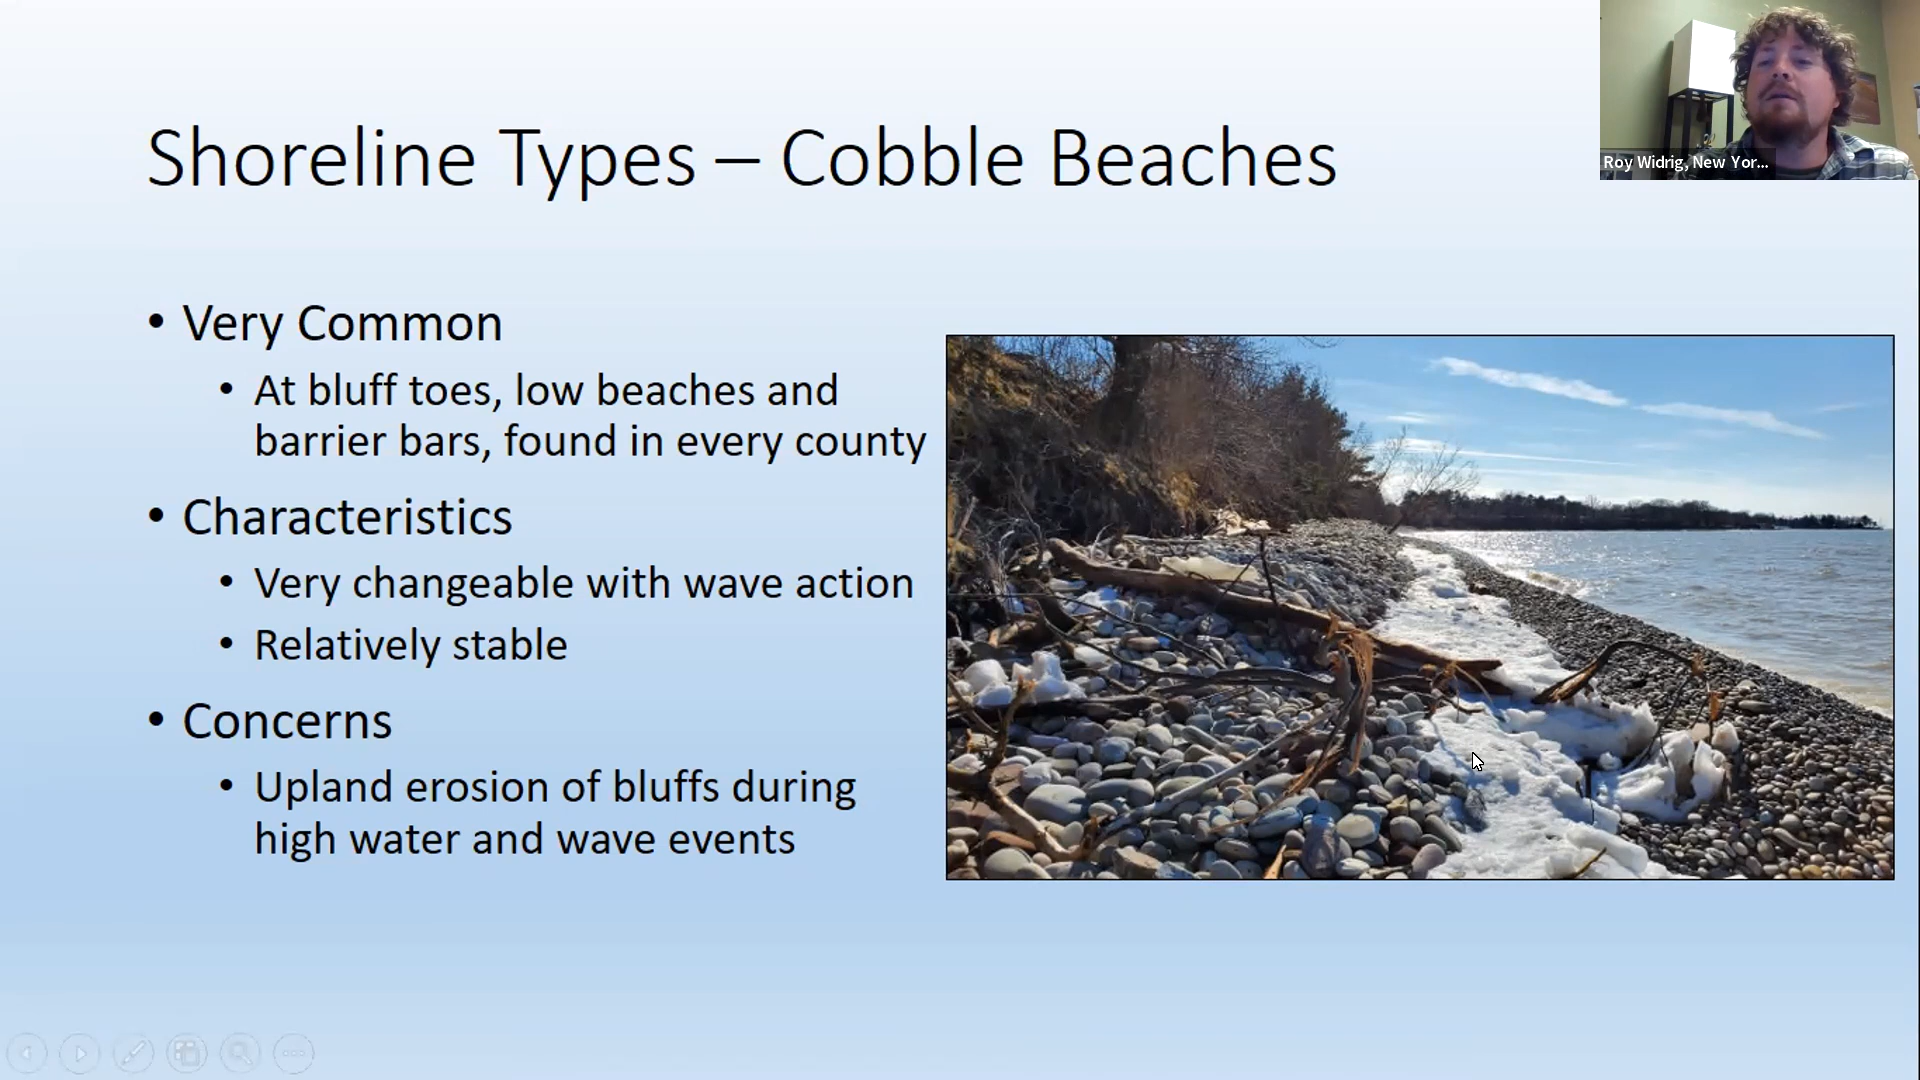 Shoreline Types – Cobble Beaches
Roy Widrig, New Yor...
• Very Common
• At bluff toes, low beaches and
barrier bars, found in every county
• Characteristics
• Very changeable with wave action
• Relatively stable
• Concerns
• Upland erosion of bluffs during
high water and wave events